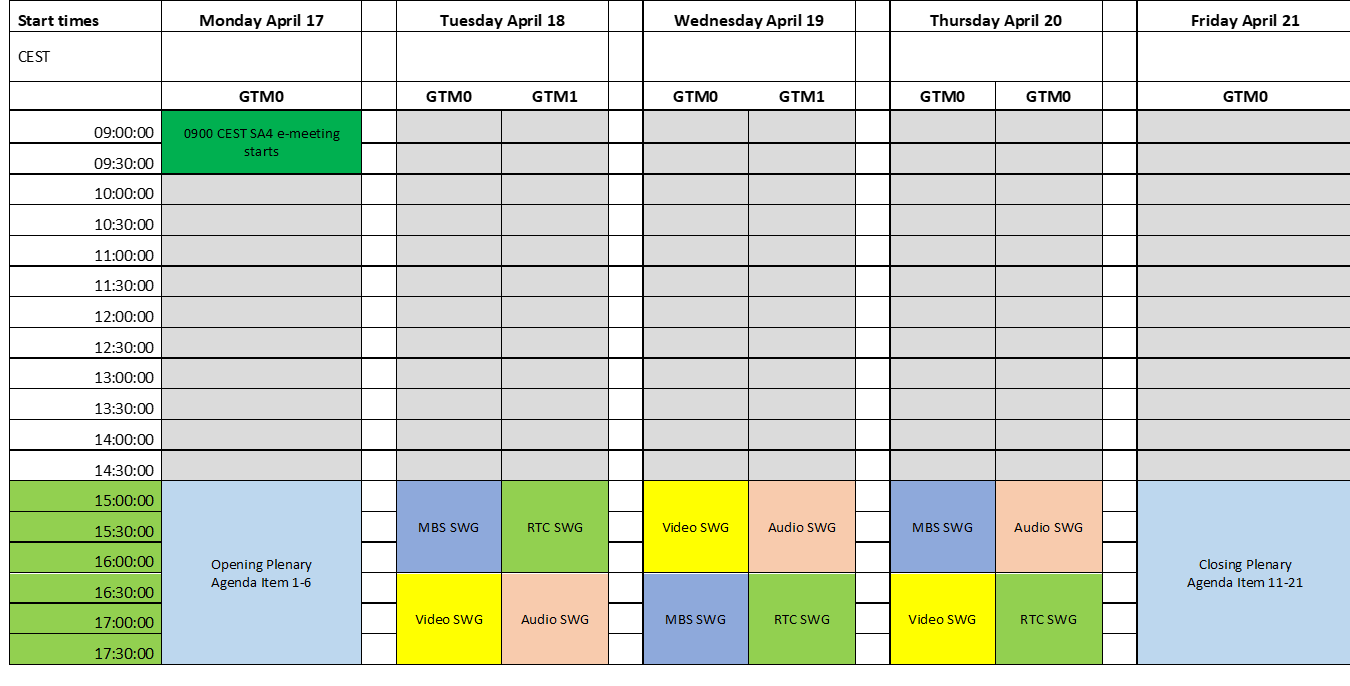 Start times Monday April 17 Tuesday April 18 Wednesday April 19 Thursday April 20 Friday April 21
CEST
GTM0 GTM0 GTM1 GTM0 GTM1 GTM0 GTM0 GTM0
09:00:00 0900 CEST SA4 e-meeting
starts
09:30:00
10:00:00
10:30:00
11:00:00
11:30:00
12:00:00
12:30:00
13:00:00
13:30:00
14:00:00
14:30:00
15:00:00
15:30:00 MBS SWG RTC SWG Video SWG Audio SWG MBS SWG Audio SWG
16:00:00 Opening Plenary Closing Plenary
Agenda Item 1-6 Agenda Item 11-21
16:30:00
17:00:00 Video SWG Audio SWG MBS SWG RTC SWG Video SWG RTC SWG
17:30:00